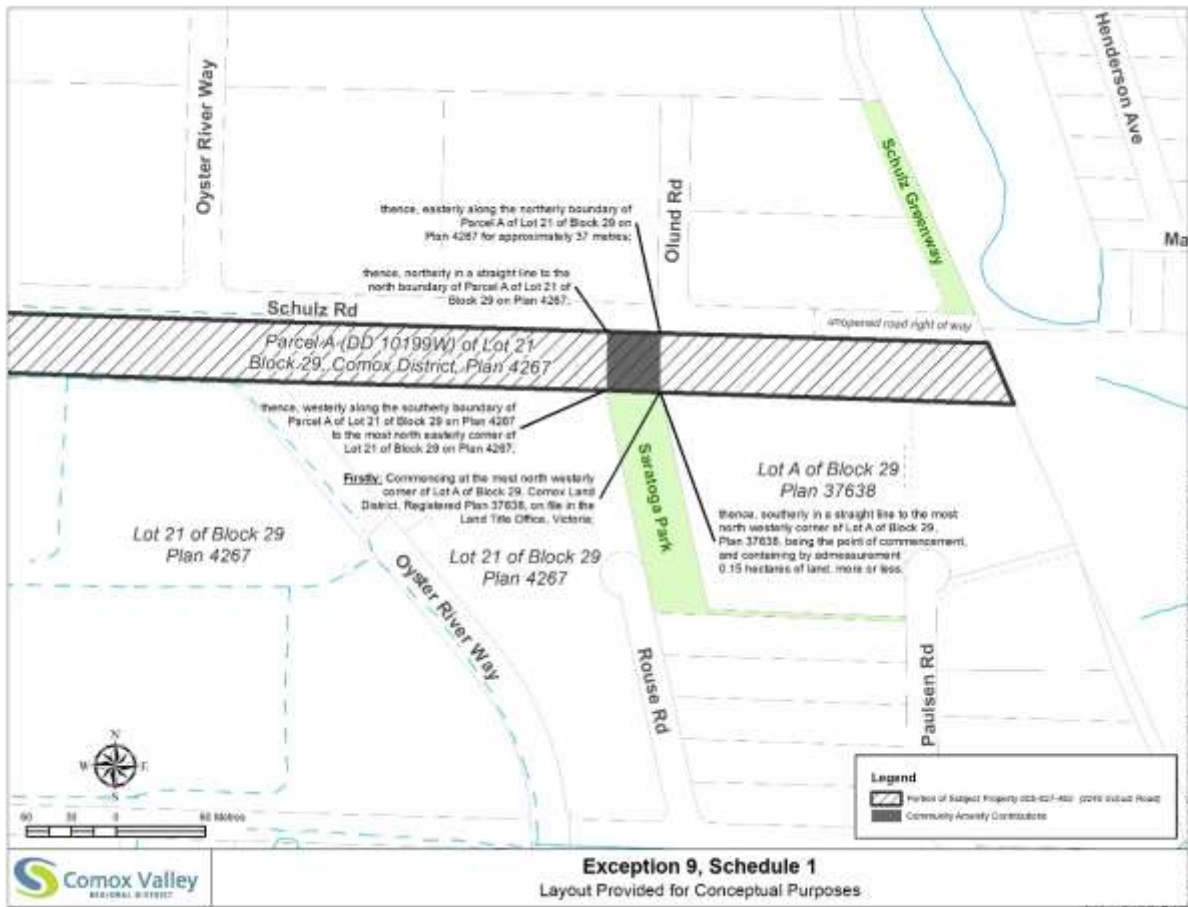 Oyster River Way
Henderson Ave
Schulz Greenway
thence, easterly along the northerly boundary of
Parcel A of Lot 21 of Block 29 on
Plan 4267 for approximately 37 metres;
Olund Rd
Ma
thence, northerly in a straight line to the
north boundary of Parcel A of Lot 21 of
Block 29 on Plan 4267;
Schulz Rd
unopened road right of way
Parcel A (DD 10199W) of Lot 21
Block 29, Comox District, Plan 4267
thence, westerly along the southerly boundary of
Parcel A of Lot 21 of Block 29 on Plan 4267
to the most north easterly corner of
Lot 21 of Block 29 on Plan 4267;
Firstly: Commencing at the most north westerly
corner of Lot A of Block 29, Comox Land
District, Registered Plan 37638, on file in the
Land Title Office, Victoria;
Saratoga Park
Lot A of Block 29
Plan 37638
thence, southerly in a straight line to the most
north westerly corner of Lot A of Block 29,
Plan 37638, being the point of commencement,
and containing by admeasurement
0.15 hectares of land, more or less.
Lot 21 of Block 29
Plan 4267
Lot 21 of Block 29
Plan 4267
Oyster River Way
Rouse Rd
Paulsen Rd
N
W E
S
60 30 0 60 Metres
Legend
Portion of Subject Property
Community Amenity Contributions
Comox Valley
REGIONAL DISTRICT
Exception 9, Schedule 1
Layout Provided for Conceptual Purposes